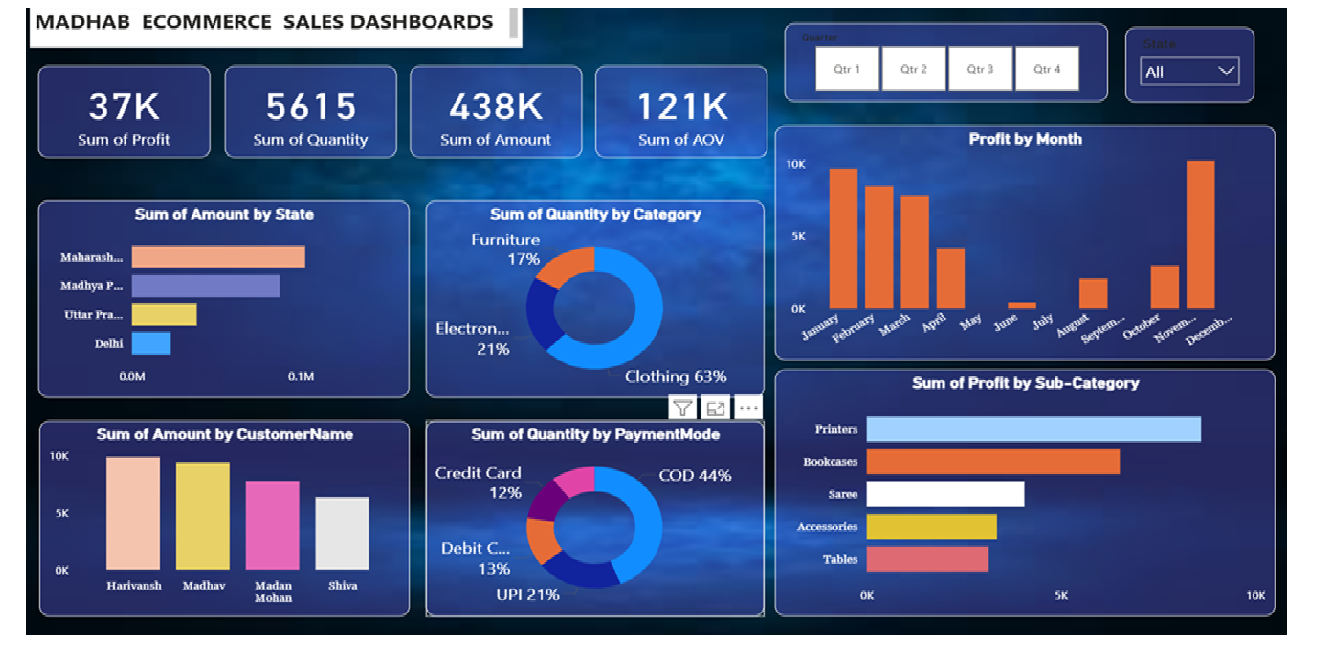 MADHAB ECOMMERCE SALES DASHBOARDS
Quarter
Qtr 1
Qtr 2
Qtr 3
Qtr 4
State
All
37K
Sum of Profit
5615
Sum of Quantity
438K
Sum of Amount
121K
Sum of AOV
Profit by Month
10K
5K
0K
January
February
March
April
May
June
July
August
Septem...
October
Novem...
Decemb...
Sum of Amount by State
Maharash...
Madhya P...
Uttar Pra...
Delhi
0.0M
0.1M
Sum of Quantity by Category
Furniture
17%
Electron...
21%
Clothing 63%
Sum of Profit by Sub-Category
Printers
Bookcases
Saree
Accessories
Tables
0K
5K
10K
Sum of Amount by CustomerName
10K
5K
0K
Harivansh
Madhav
Madan
Mohan
Shiva
Sum of Quantity by PaymentMode
Credit Card
12%
COD 44%
Debit C...
13%
UPI 21%